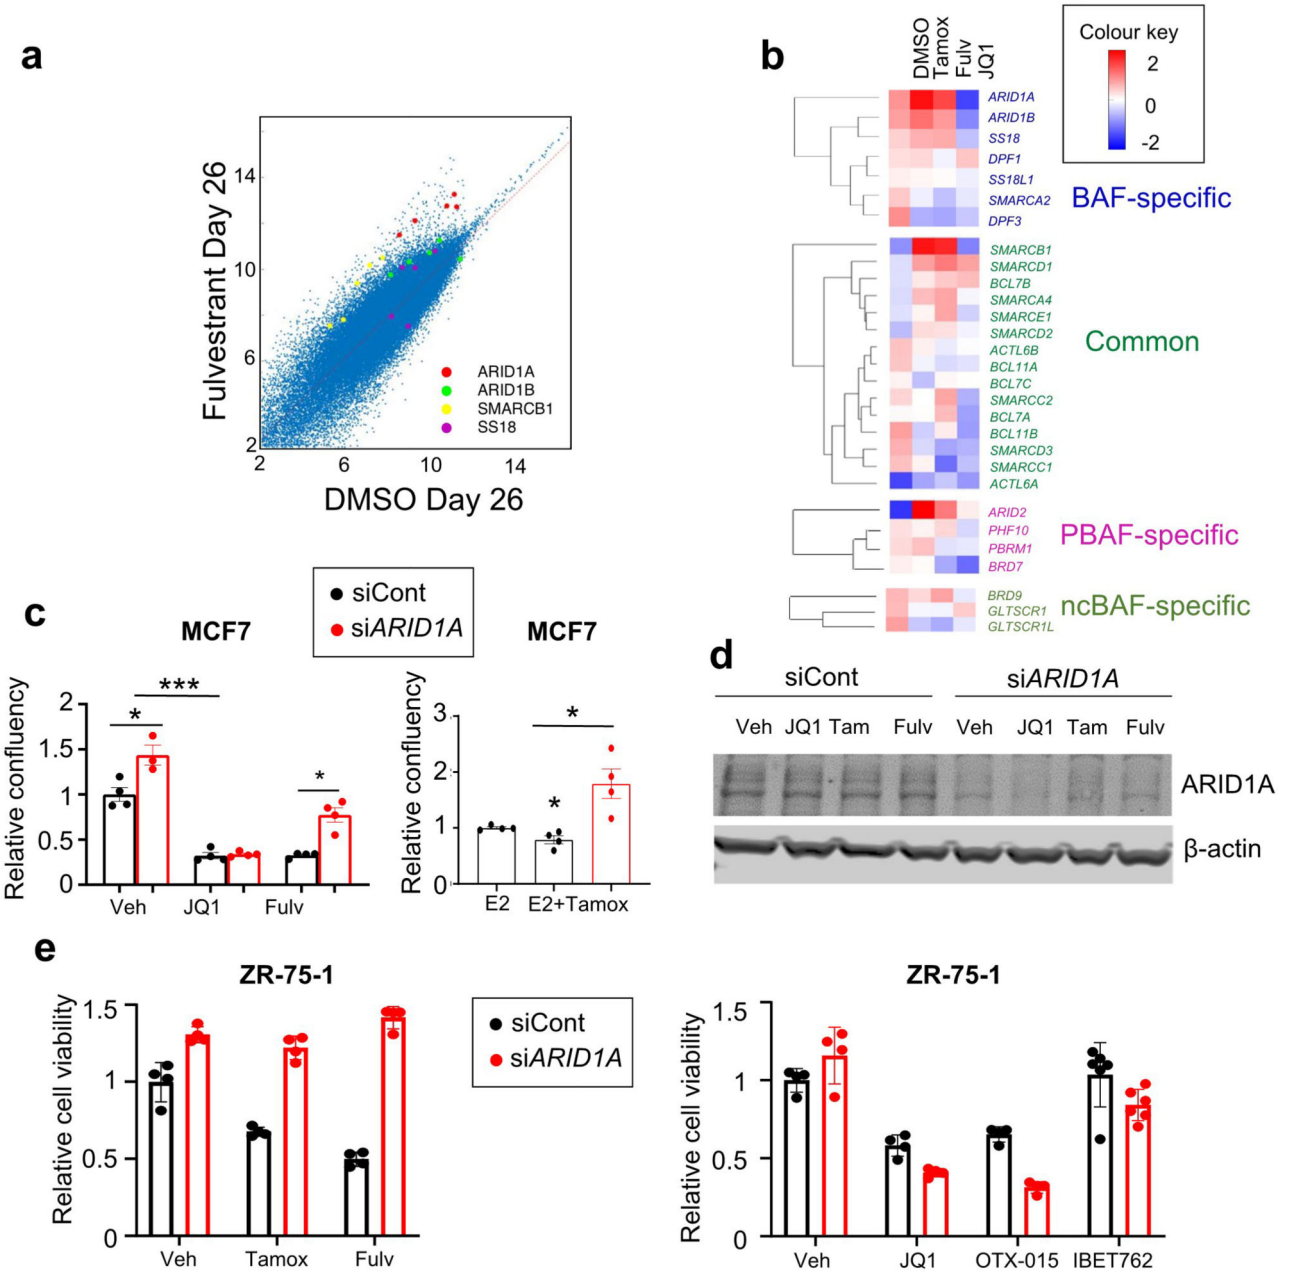 a
Fulvestrant Day 26
14
10
6
2
2
6
10
14
DMSO Day 26
ARID1A
ARID1B
SMARCB1
SS18
b
DMSO
Tamox
Fulv
JQ1
Colour key
2
0
-2
ARID1A
ARID1B
SS18
DPF1
SS18L1
SMARCA2
DPF3
BAF-specific
SMARCB1
SMARCD1
BCL7B
SMARCA4
SMARCE1
SMARCD2
ACTL6B
BCL11A
BCL7C
SMARCC2
BCL7A
BCL11B
SMARCD3
SMARCC1
ACTL6A
Common
ARID2
PHF10
PBRM1
BRD7
PBAF-specific
BRD9
GLTSCR1
GLTSCR1L
ncBAF-specific
c
siCont
siARID1A
MCF7
Relative confluency
2
1.5
1
0.5
0
***
*
*
Veh JQ1 Fulv
MCF7
Relative confluency
3
2
1
0
*
*
E2 E2+Tamox
d
siCont siARID1A
Veh JQ1 Tam Fulv Veh JQ1 Tam Fulv
ARID1A
β-actin
e
ZR-75-1
Relative cell viability
1.5
1
0.5
0
Veh Tamox Fulv
siCont
siARID1A
ZR-75-1
Relative cell viability
1.5
1
0.5
0
Veh JQ1 OTX-015 IBET762